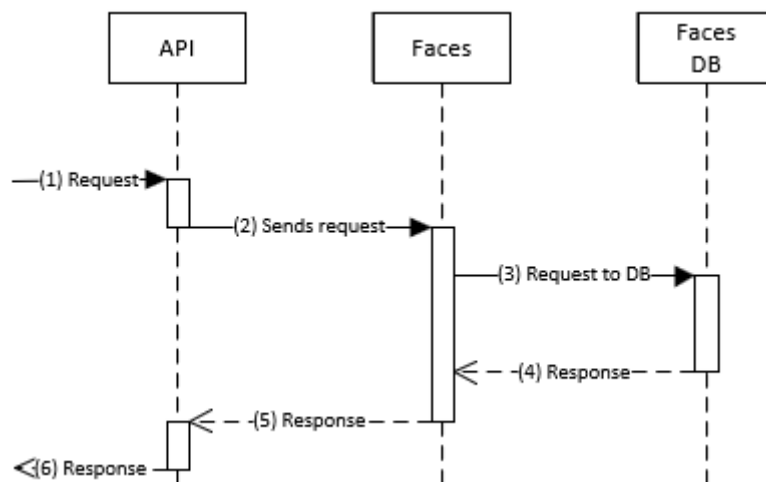 API
Faces
Faces
DB
(1) Request
(2) Sends request
(3) Request to DB
(4) Response
(5) Response
(6) Response